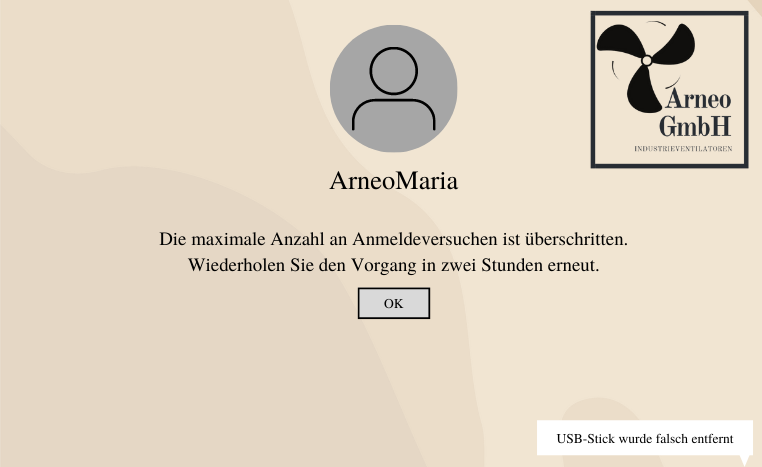 Arneo
GmbH
INDUSTRIEVENTILATOREN
ArneoMaria
Die maximale Anzahl an Anmeldeversuchen ist überschritten.
Wiederholen Sie den Vorgang in zwei Stunden erneut.
OK
USB-Stick wurde falsch entfernt